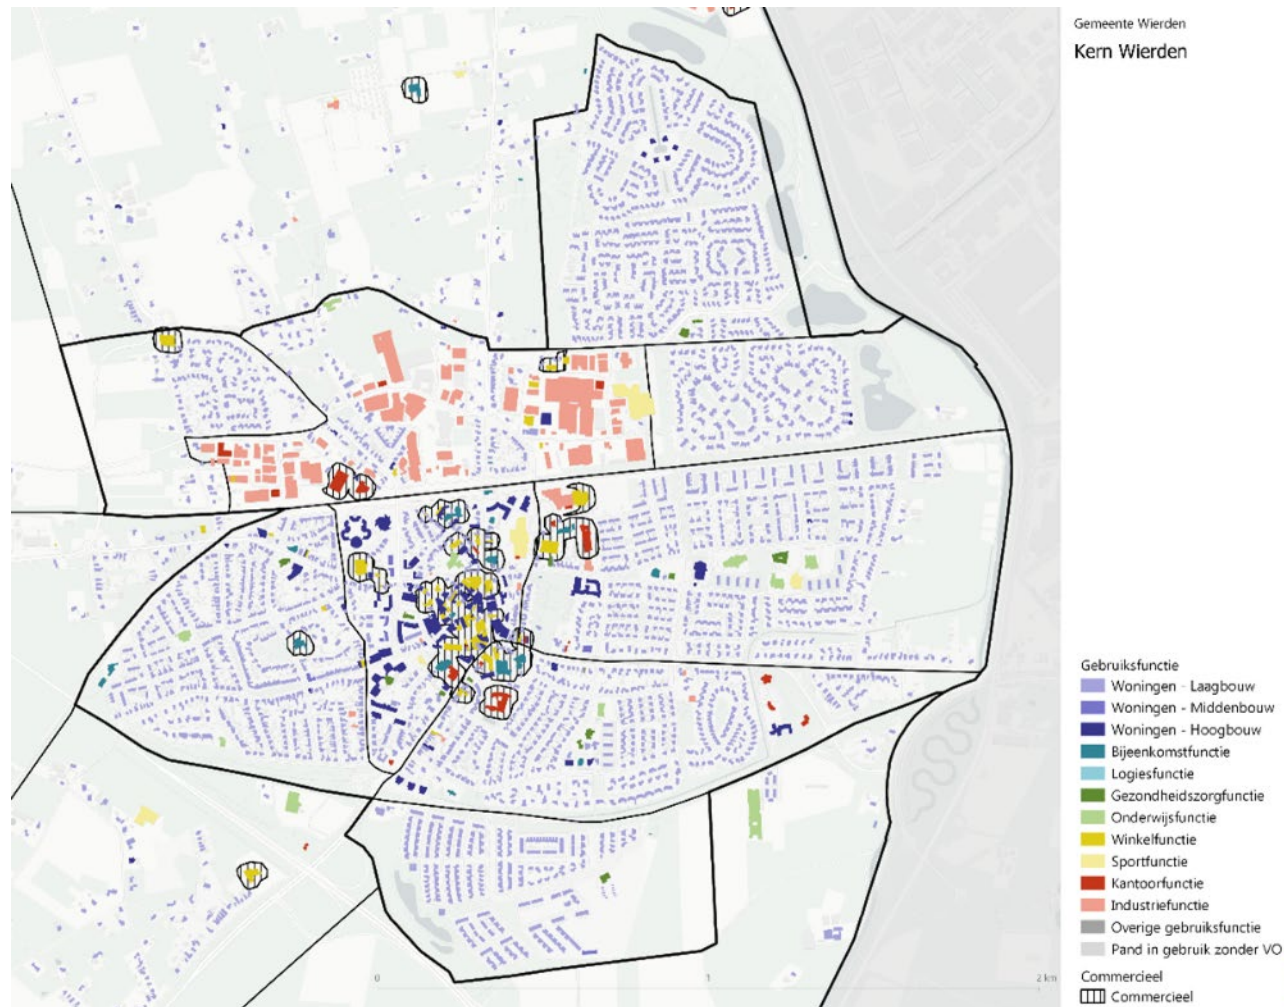 Gemeente Wierden
Kern Wierden
Gebruiksfunctie
Woningen - Laagbouw
Woningen - Middenbouw
Woningen - Hoogbouw
Bijeenkomstfunctie
Logiesfunctie
Gezondheidszorgfunctie
Onderwijsfunctie
Winkelfunctie
Sportfunctie
Kantoorfunctie
Industriefunctie
Overige gebruiksfunctie
Pand in gebruik zonder VO
Commercieel
Commercieel
0 1 2 km